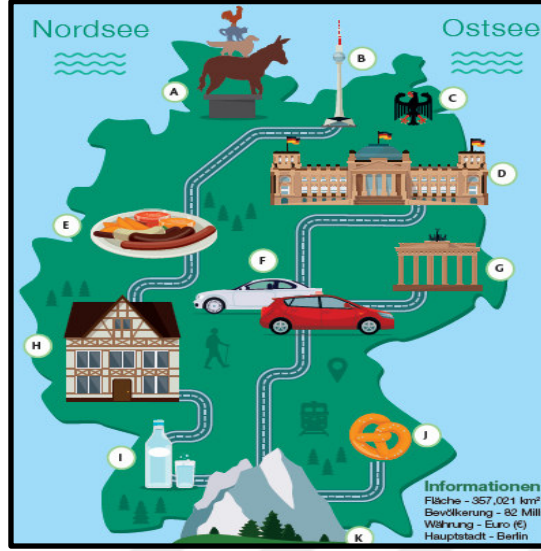 Nordsee
Ostsee
A
B
C
D
E
F
G
H
I
J
K
Informationen
Fläche - 357,021 km²
Bevölkerung - 82 Mill
Währung - Euro (€)
Hauptstadt - Berlin